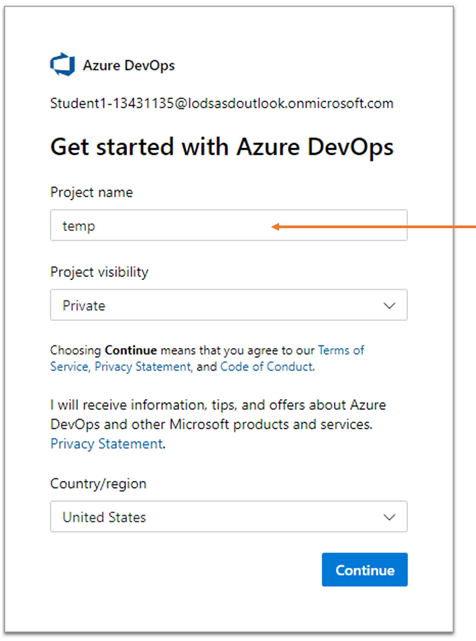 Azure DevOps
Student1-13431135@lodsasdoutlook.onmicrosoft.com
Get started with Azure DevOps
Project name
temp
Project visibility
Private
Choosing Continue means that you agree to our Terms of
Service, Privacy Statement, and Code of Conduct.
I will receive information, tips, and offers about Azure
DevOps and other Microsoft products and services.
Privacy Statement.
Country/region
United States
Continue